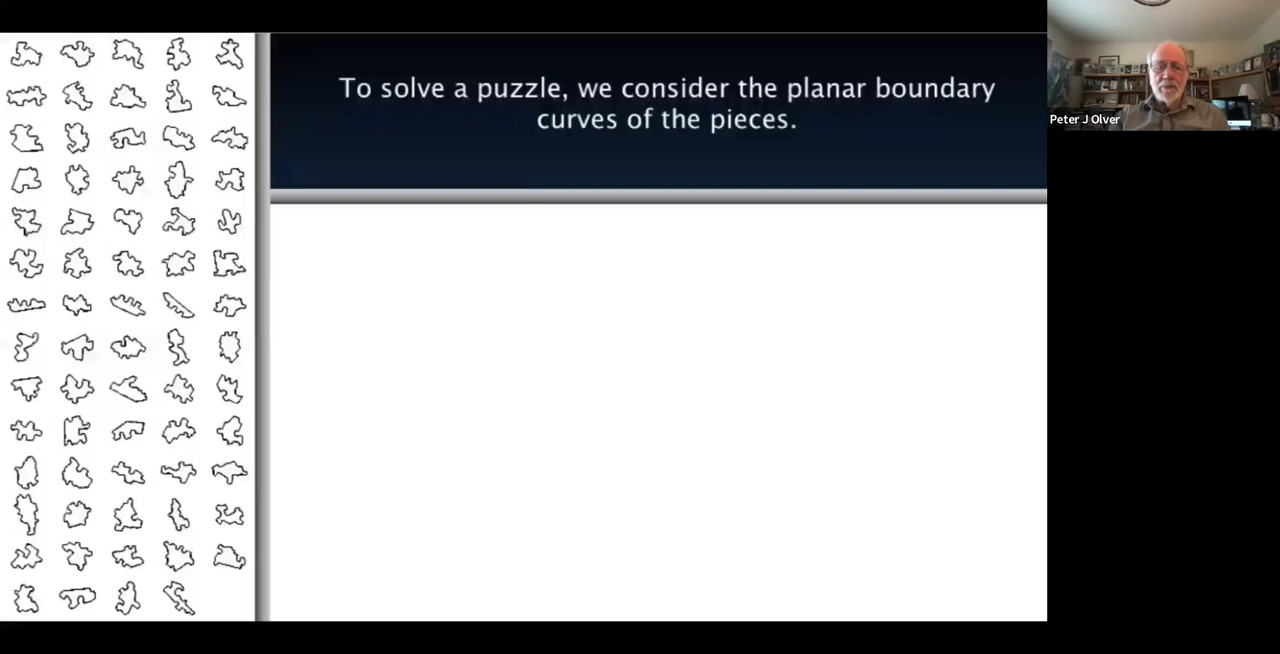 To solve a puzzle, we consider the planar boundary
curves of the pieces.
Peter J Olver